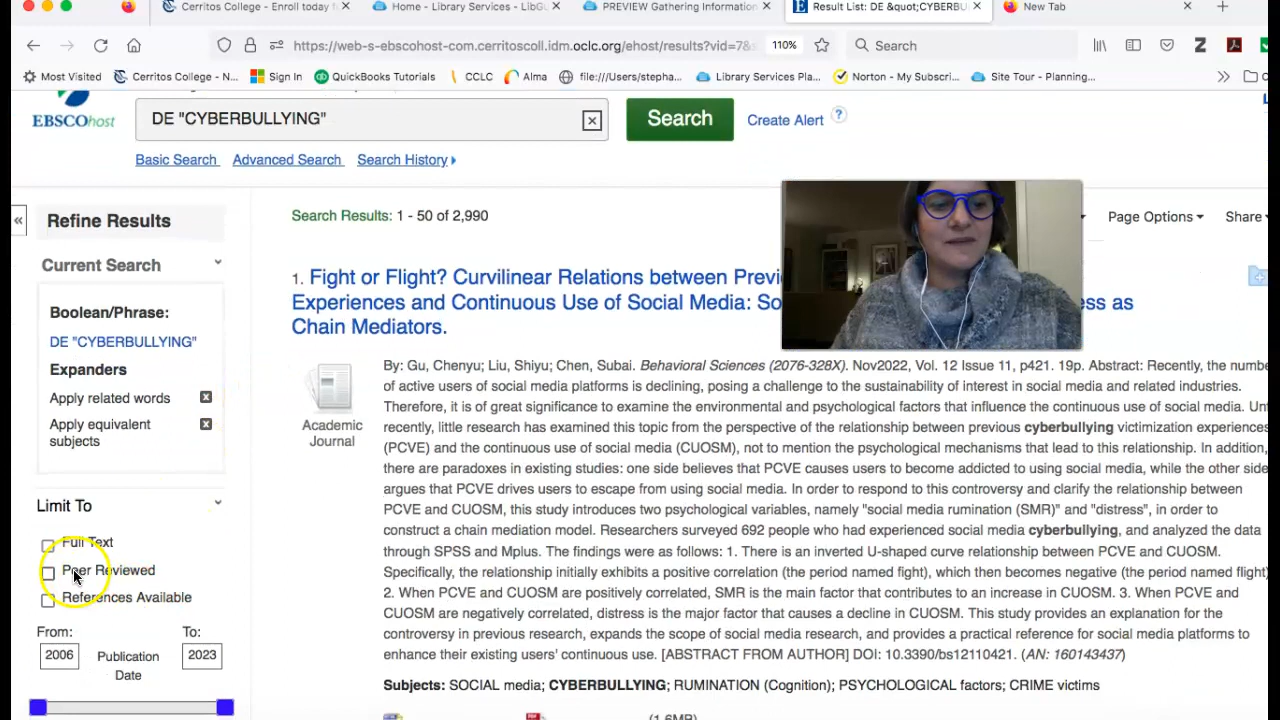 Cerritos College - Enroll today f
Home - Library Services - LibG
PREVIEW Gathering Information
Result List: DE &quot;CYBERBU
New Tab
https://web-s-ebscohost-com.cerritoscoll.idm.oclc.org/ehost/results?vid=7&s
110%
Search
Most Visited
Cerritos College - N...
Sign In
QuickBooks Tutorials
CCLC
Alma
file:///Users/stepha...
Library Services Pla...
Norton - My Subscri...
Site Tour - Planning...
EBSCOhost
DE "CYBERBULLYING"
Search
Create Alert
Basic Search
Advanced Search
Search History
Refine Results
Search Results: 1 - 50 of 2,990
Page Options
Share
Current Search
Boolean/Phrase:
DE "CYBERBULLYING"
Expanders
Apply related words
Apply equivalent
subjects
Limit To
Full Text
Peer Reviewed
References Available
From:
To:
2006
Publication
Date
2023
1. Fight or Flight? Curvilinear Relations between Previ
Experiences and Continuous Use of Social Media: So ess as
Chain Mediators.
Academic
Journal
By: Gu, Chenyu; Liu, Shiyu; Chen, Subai. Behavioral Sciences (2076-328X). Nov2022, Vol. 12 Issue 11, p421. 19p. Abstract: Recently, the numbe
of active users of social media platforms is declining, posing a challenge to the sustainability of interest in social media and related industries.
Therefore, it is of great significance to examine the environmental and psychological factors that influence the continuous use of social media. Unt
recently, little research has examined this topic from the perspective of the relationship between previous cyberbullying victimization experiences
(PCVE) and the continuous use of social media (CUOSM), not to mention the psychological mechanisms that lead to this relationship. In addition,
there are paradoxes in existing studies: one side believes that PCVE causes users to become addicted to using social media, while the other side
argues that PCVE drives users to escape from using social media. In order to respond to this controversy and clarify the relationship between
PCVE and CUOSM, this study introduces two psychological variables, namely "social media rumination (SMR)" and "distress", in order to
construct a chain mediation model. Researchers surveyed 692 people who had experienced social media cyberbullying, and analyzed the data
through SPSS and Mplus. The findings were as follows: 1. There is an inverted U-shaped curve relationship between PCVE and CUOSM.
Specifically, the relationship initially exhibits a positive correlation (the period named fight), which then becomes negative (the period named flight)
2. When PCVE and CUOSM are positively correlated, SMR is the main factor that contributes to an increase in CUOSM. 3. When PCVE and
CUOSM are negatively correlated, distress is the major factor that causes a decline in CUOSM. This study provides an explanation for the
controversy in previous research, expands the scope of social media research, and provides a practical reference for social media platforms to
enhance their existing users' continuous use. [ABSTRACT FROM AUTHOR] DOI: 10.3390/bs12110421. (AN: 160143437)
Subjects: SOCIAL media; CYBERBULLYING; RUMINATION (Cognition); PSYCHOLOGICAL factors; CRIME victims
(1.6MB)